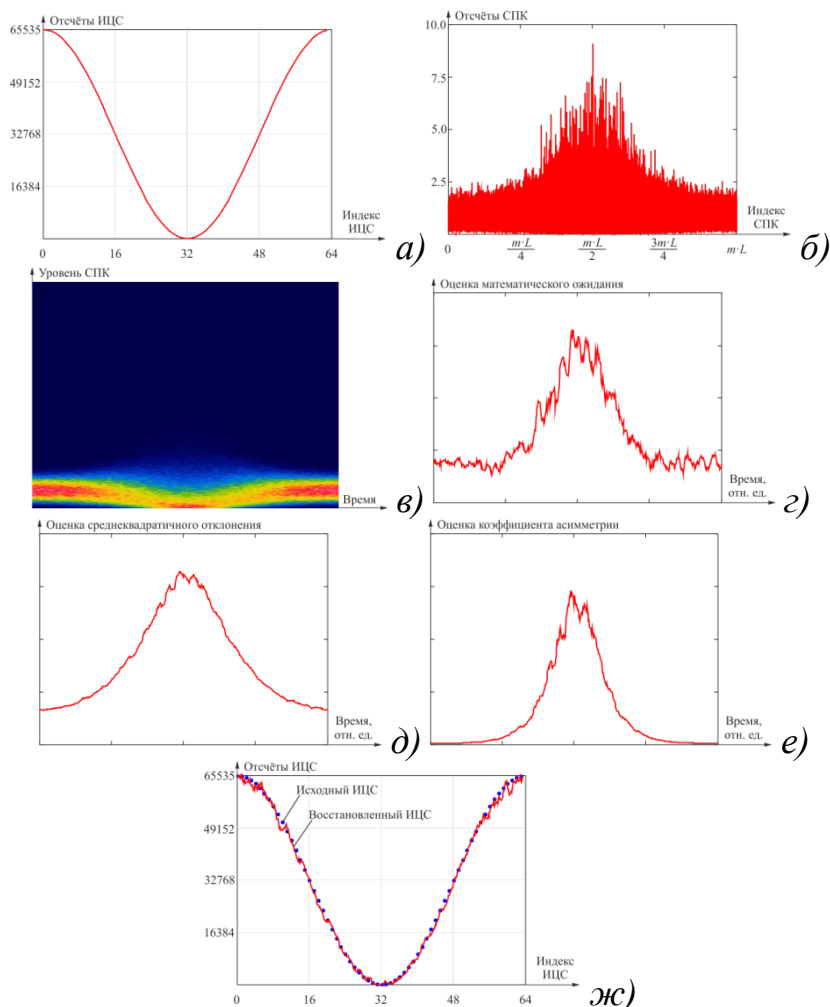 Отсчёты ИЦС
65535
49152
32768
16384
0
16
32
48
64
Индекс
ИЦС
а)
Отсчёты СПК
10.0
7.5
5.0
2.5
0
m·L
4
m·L
2
3m·L
4
m·L
Индекс
СПК
б)
Уровень СПК
Время
в)
Оценка математического ожидания
Время,
отн. ед.
г)
Оценка среднеквадратичного отклонения
Время,
отн. ед.
д)
Оценка коэффициента асимметрии
Время,
отн. ед.
е)
Отсчёты ИЦС
65535
49152
32768
16384
Исходный ИЦС
Восстановленный ИЦС
0
16
32
48
64
Индекс
ИЦС
ж)